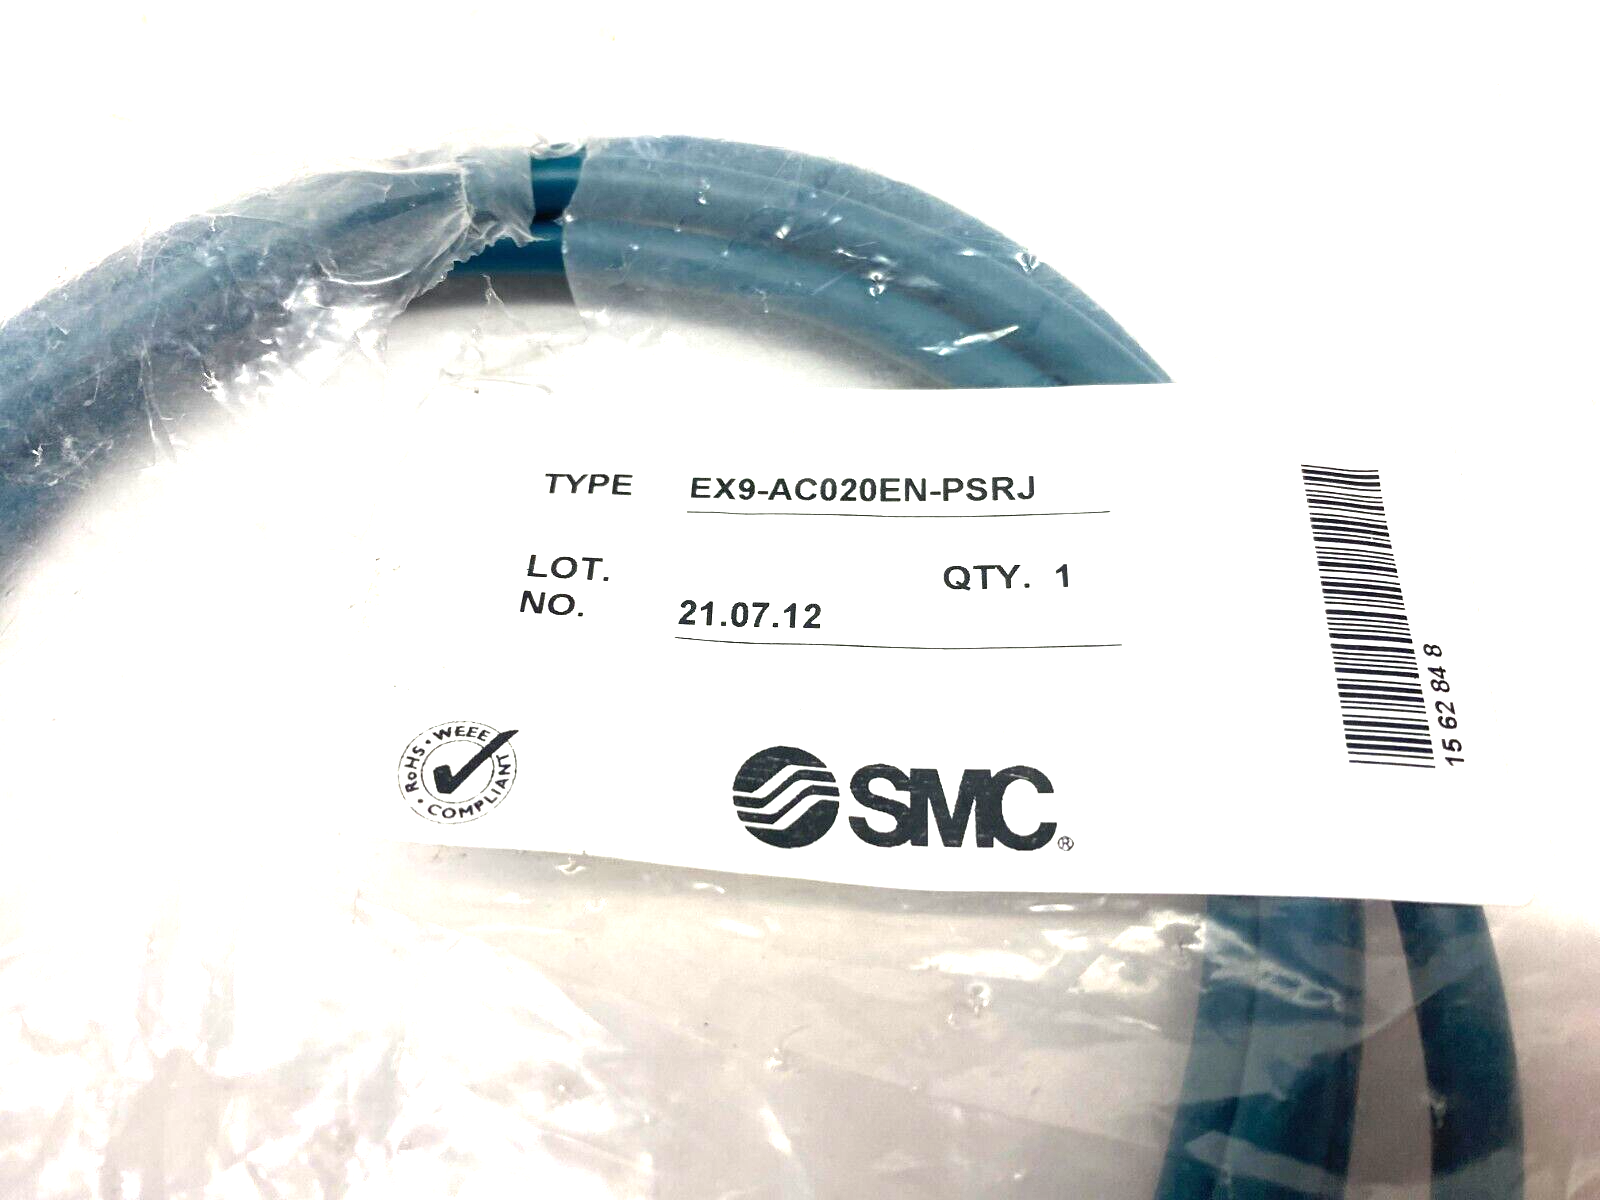 TYPE EX9-AC020EN-PSRJ
LOT. QTY. 1
NO. 21.07.12
RoHS • WEEE • COMPLIANT
SMC®
15 62 84 8